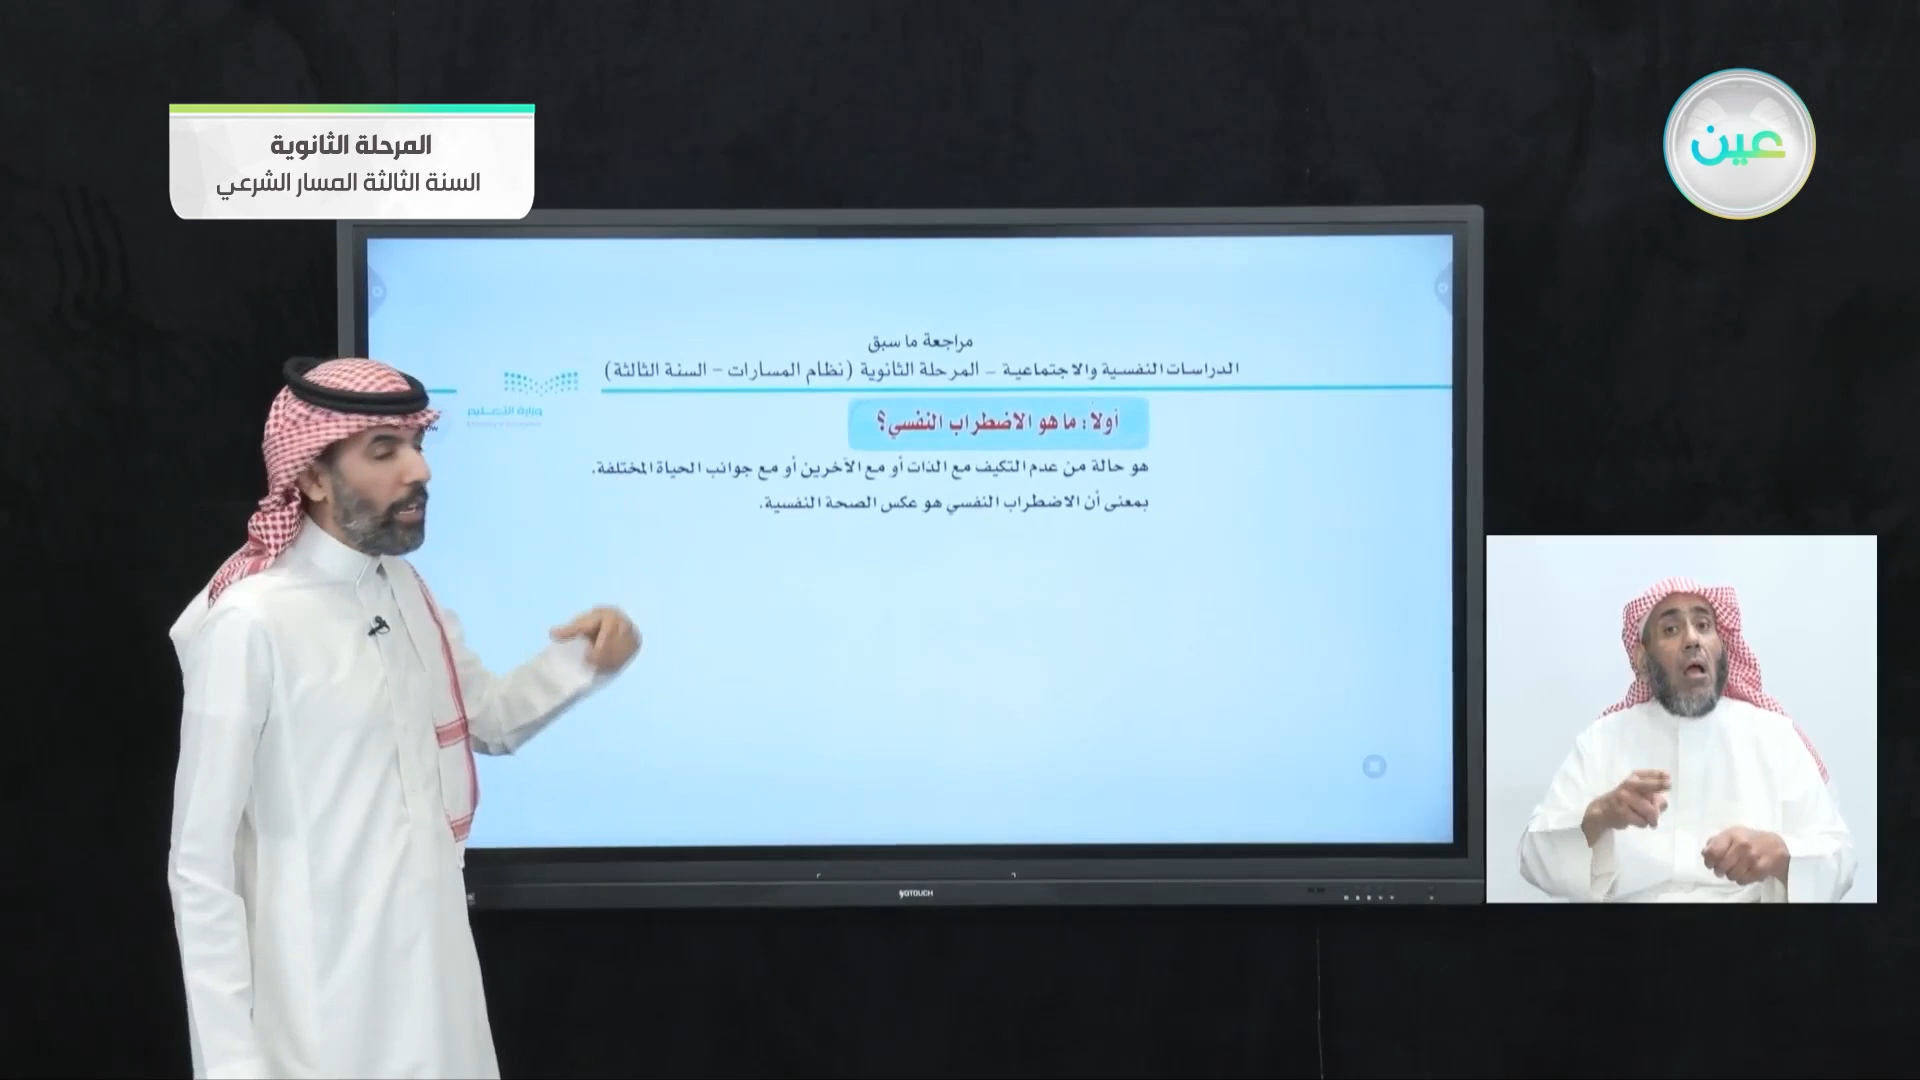 المرحلة الثانوية
السنة الثالثة المسار الشرعي
عين
مراجعة ما سبق
الدراسات النفسية والاجتماعية – المرحلة الثانوية (نظام المسارات – السنة الثالثة)
وزارة التعليم
أولاً: ما هو الاضطراب النفسي؟
هو حالة من عدم التكيف مع الذات أو مع الآخرين أو مع جوانب الحياة المختلفة.
بمعنى أن الاضطراب النفسي هو عكس الصحة النفسية.